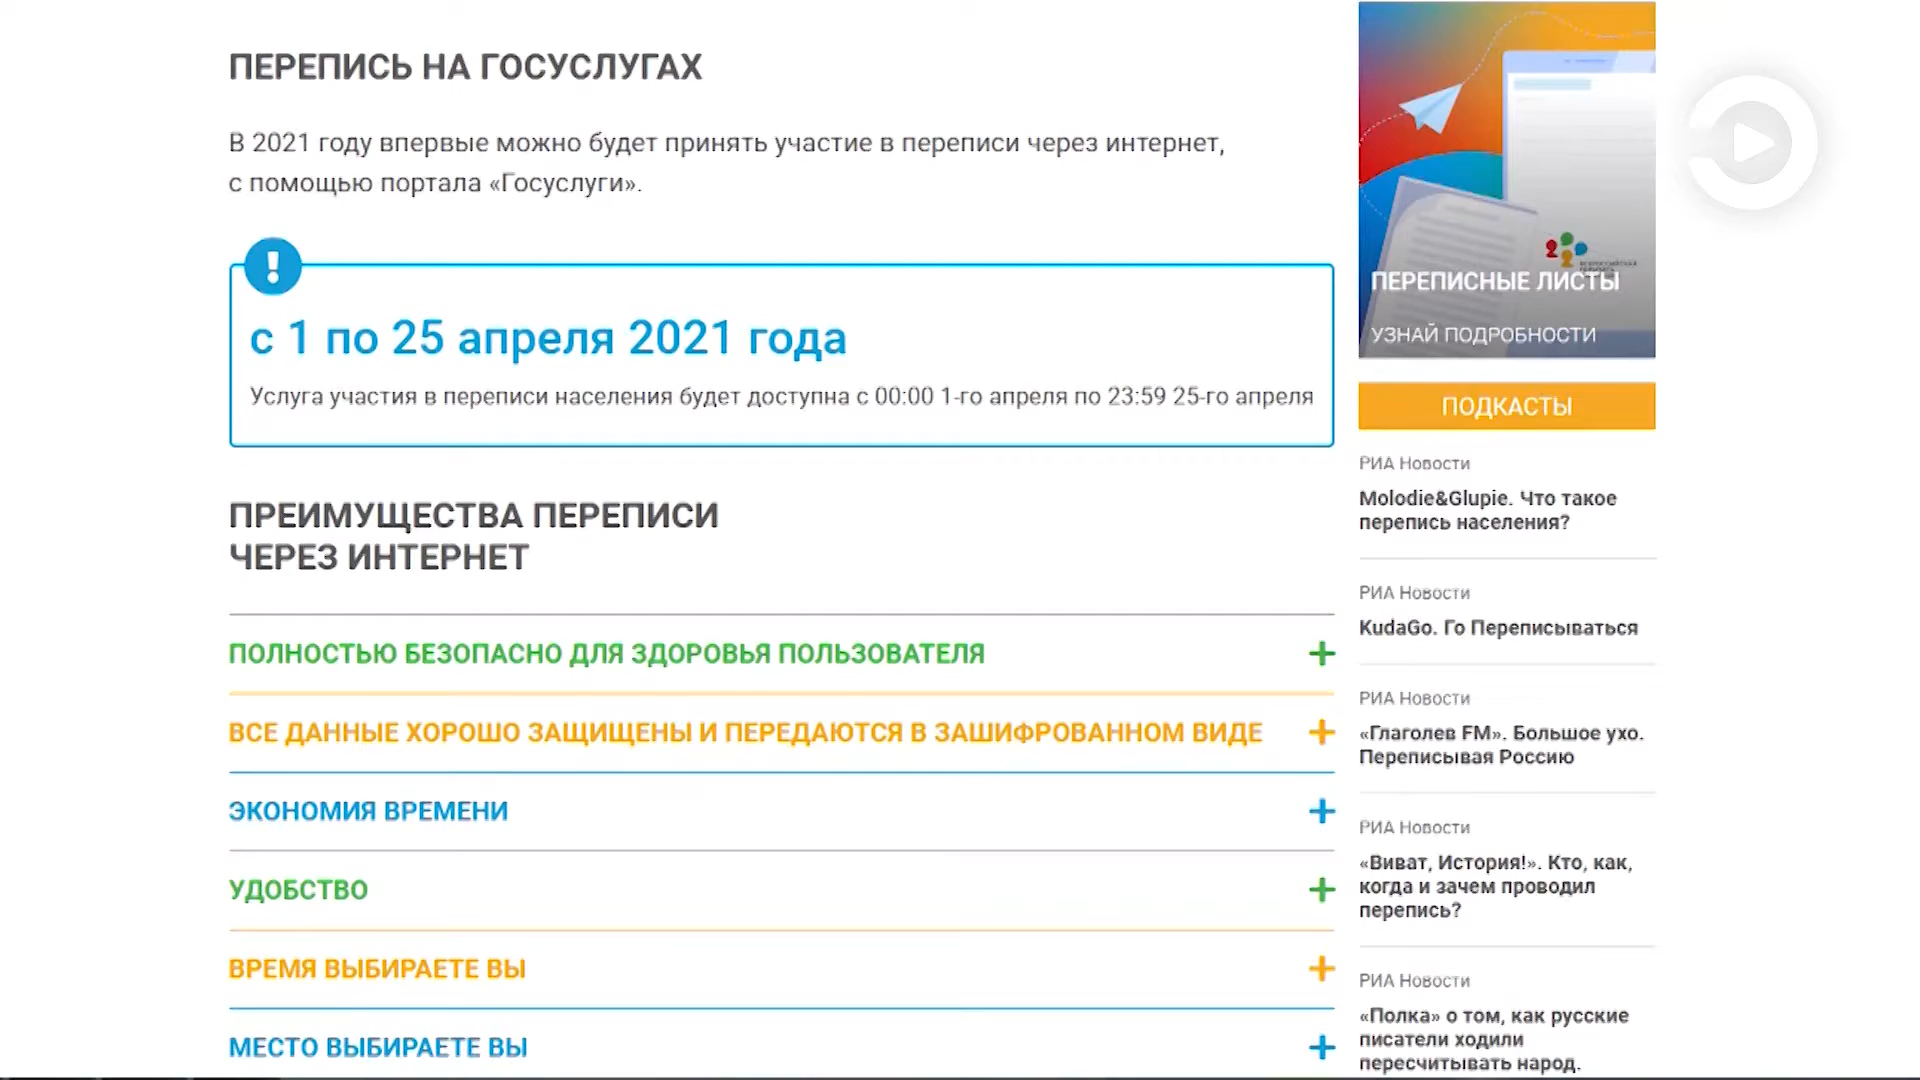 ПЕРЕПИСЬ НА ГОСУСЛУГАХ
В 2021 году впервые можно будет принять участие в переписи через интернет,
с помощью портала «Госуслуги».
!
с 1 по 25 апреля 2021 года
Услуга участия в переписи населения будет доступна с 00:00 1-го апреля по 23:59 25-го апреля
ПРЕИМУЩЕСТВА ПЕРЕПИСИ
ЧЕРЕЗ ИНТЕРНЕТ
ПОЛНОСТЬЮ БЕЗОПАСНО ДЛЯ ЗДОРОВЬЯ ПОЛЬЗОВАТЕЛЯ +
ВСЕ ДАННЫЕ ХОРОШО ЗАЩИЩЕНЫ И ПЕРЕДАЮТСЯ В ЗАШИФРОВАННОМ ВИДЕ +
ЭКОНОМИЯ ВРЕМЕНИ +
УДОБСТВО +
ВРЕМЯ ВЫБИРАЕТЕ ВЫ +
МЕСТО ВЫБИРАЕТЕ ВЫ +
ПЕРЕПИСНЫЕ ЛИСТЫ
УЗНАЙ ПОДРОБНОСТИ
ПОДКАСТЫ
РИА Новости
Molodie&Glupie. Что такое
перепись населения?
РИА Новости
KudaGo. Го Переписываться
РИА Новости
«Глаголев FM». Большое ухо.
Переписывая Россию
РИА Новости
«Виват, История!». Кто, как,
когда и зачем проводил
перепись?
РИА Новости
«Полка» о том, как русские
писатели ходили
пересчитывать народ.